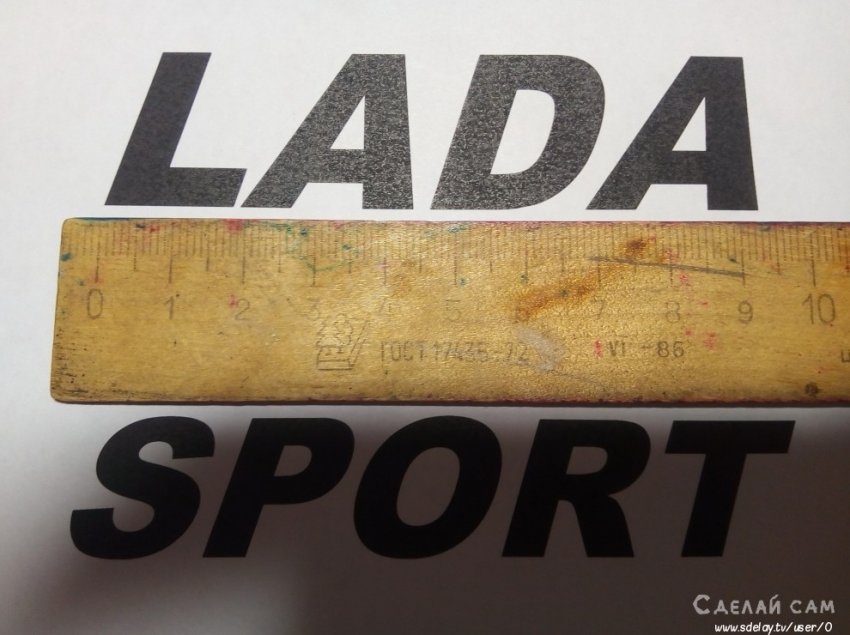 LADA
0 1 2 3 4 5 6 7 8 9 10
ГОСТ 17435-72 VI -86
SPORT
Сделай сам
www.sdelay.tv/user/0